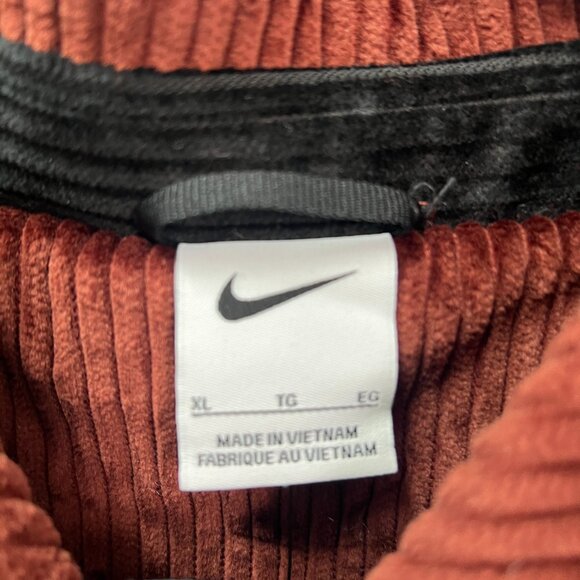 XL TG EG
MADE IN VIETNAM
FABRIQUE AU VIETNAM